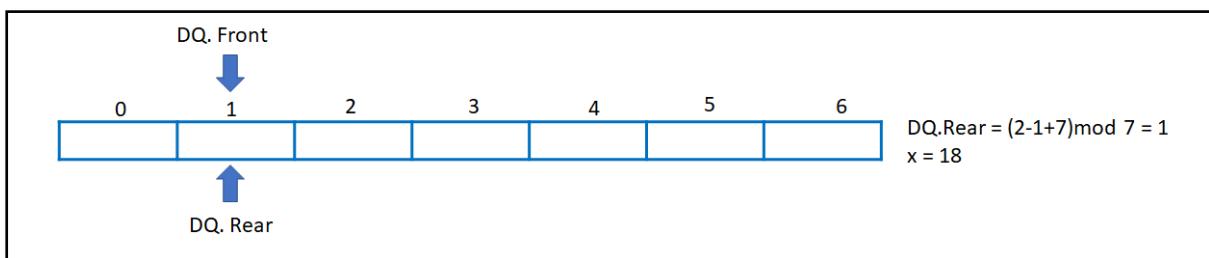 DQ. Front
0 1 2 3 4 5 6
DQ.Rear = (2-1+7)mod 7 = 1
x = 18
DQ. Rear